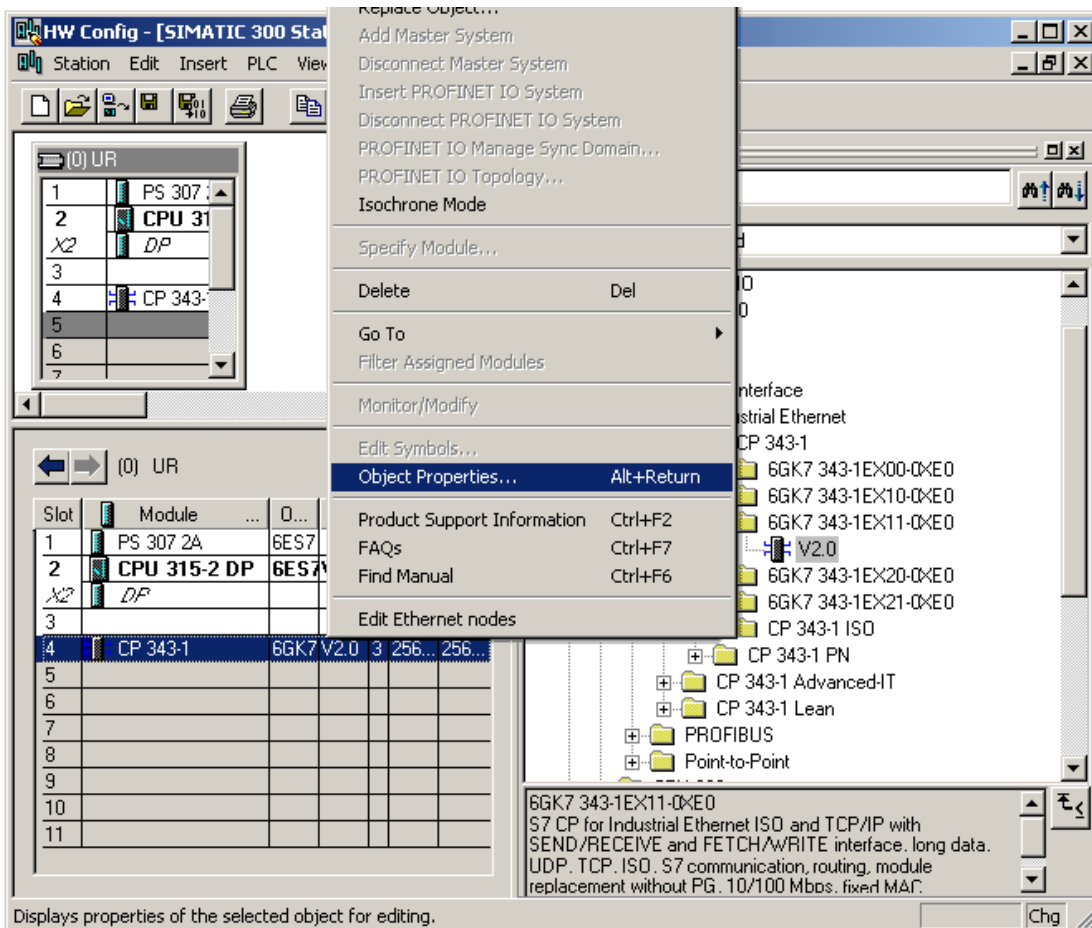 HW Config - [SIMATIC 300 Stat
Station Edit Insert PLC View
Replace Object...
Add Master System
Disconnect Master System
Insert PROFINET IO System
Disconnect PROFINET IO System
PROFINET IO Manage Sync Domain...
PROFINET IO Topology...
Isochrone Mode
Specify Module...
Delete Del
Go To
Filter Assigned Modules
Monitor/Modify
Edit Symbols...
Object Properties... Alt+Return
Product Support Information Ctrl+F2
FAQs Ctrl+F7
Find Manual Ctrl+F6
Edit Ethernet nodes
(0) UR
1 PS 307 2
2 CPU 31
X2 DP
3
4 CP 343-
5
6
7
(0) UR
Slot Module ... O...
1 PS 307 2A 6ES7
2 CPU 315-2 DP 6ES7
X2 DP
3
4 CP 343-1 6GK7 V2.0 3 256... 256...
5
6
7
8
9
10
11
IO
0
nterface
strial Ethernet
CP 343-1
6GK7 343-1EX00-0XE0
6GK7 343-1EX10-0XE0
6GK7 343-1EX11-0XE0
V2.0
6GK7 343-1EX20-0XE0
6GK7 343-1EX21-0XE0
CP 343-1 ISO
CP 343-1 PN
CP 343-1 Advanced-IT
CP 343-1 Lean
PROFIBUS
Point-to-Point
6GK7 343-1EX11-0XE0
S7 CP for Industrial Ethernet ISO and TCP/IP with
SEND/RECEIVE and FETCH/WRITE interface, long data,
UDP, TCP, ISO, S7 communication, routing, module
replacement without PG, 10/100 Mbps, fixed MAC
Displays properties of the selected object for editing.
Chg